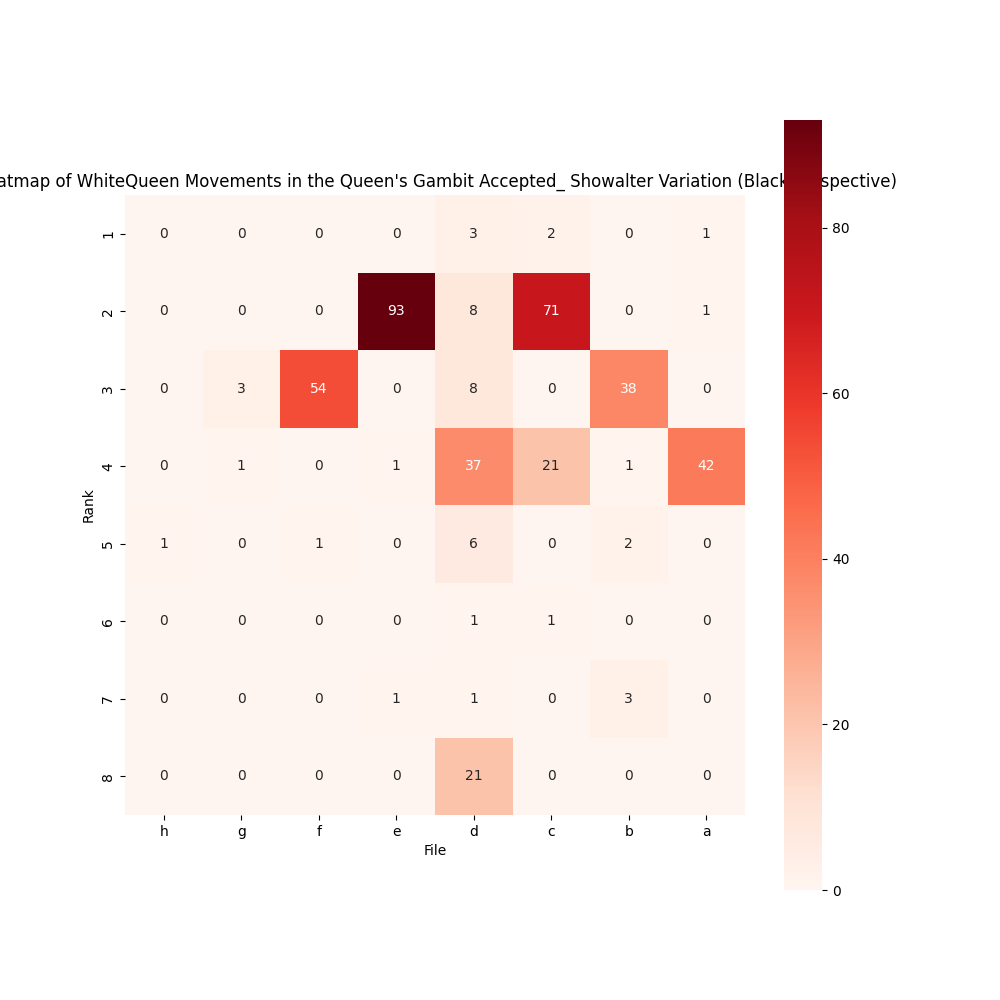 atmap of WhiteQueen Movements in the Queen's Gambit Accepted_ Showalter Variation (Black spective)
1 0 0 0 0 3 2 0 1
2 0 0 0 93 8 71 0 1
3 0 3 54 0 8 0 38 0
4 0 1 0 1 37 21 1 42
5 1 0 1 0 6 0 2 0
6 0 0 0 0 1 1 0 0
7 0 0 0 1 1 0 3 0
8 0 0 0 0 21 0 0 0
h g f e d c b a
File
Rank
80
60
40
20
0